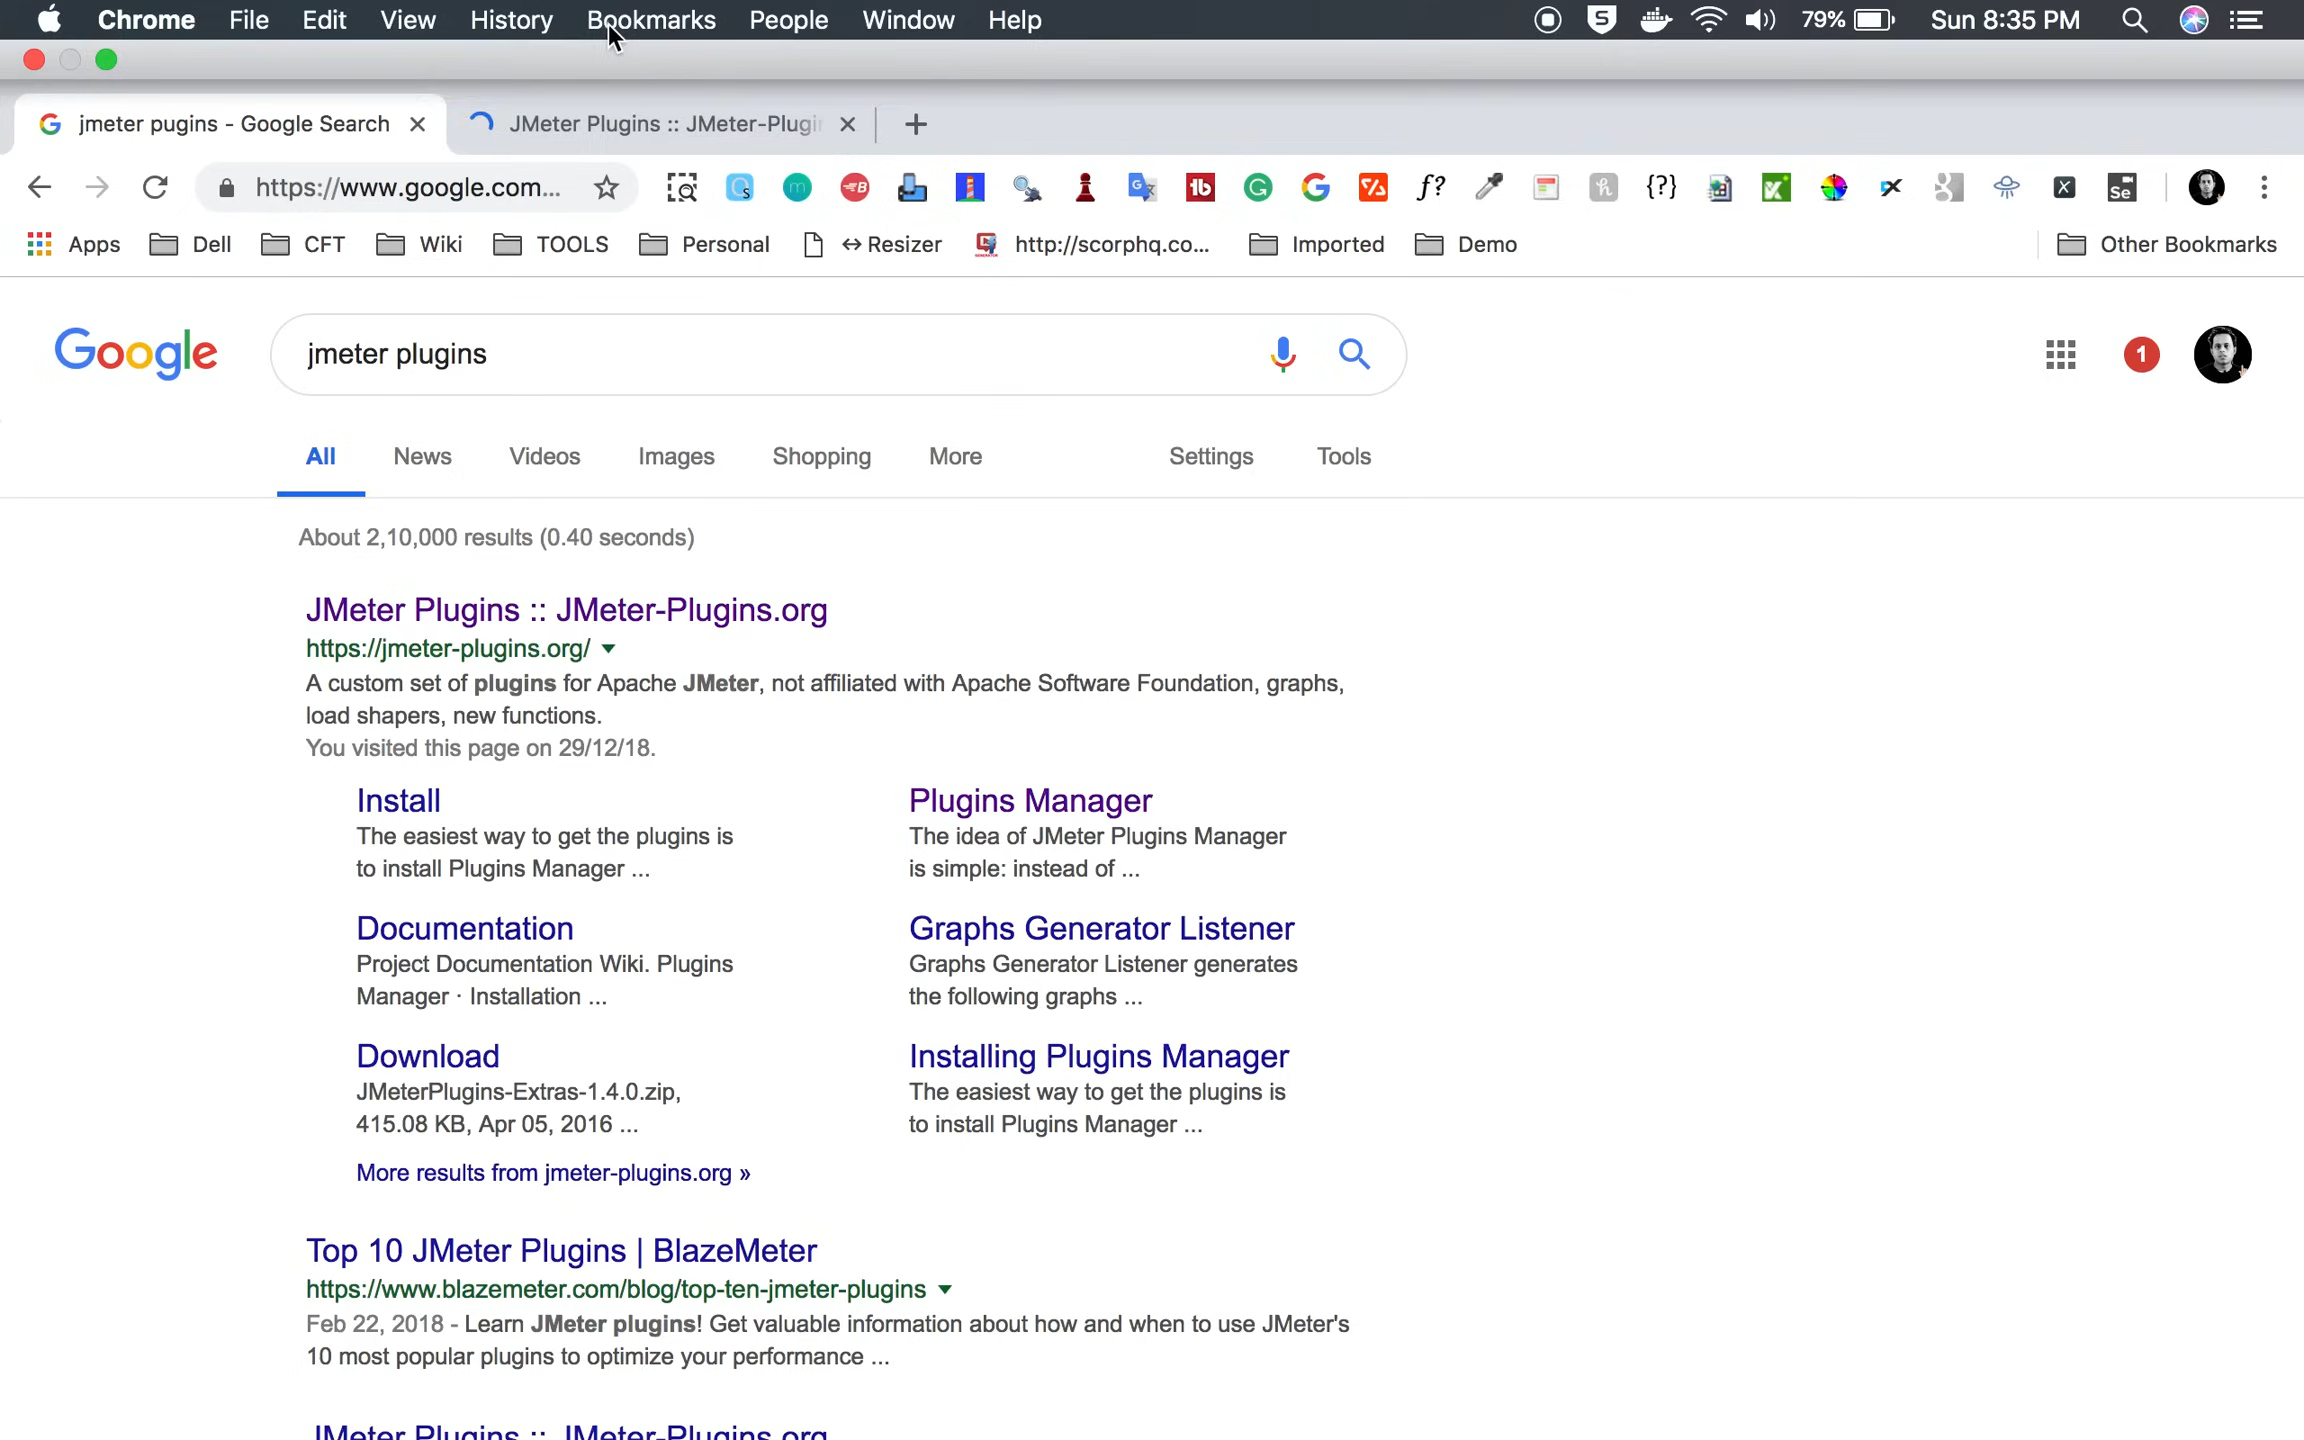 Chrome File Edit View History Bookmarks People Window Help 79% Sun 8:35 PM
jmeter pugins - Google Search JMeter Plugins :: JMeter-Plugi
https://www.google.com...
Apps Dell CFT Wiki TOOLS Personal ↔ Resizer http://scorphq.co... Imported Demo Other Bookmarks
Google jmeter plugins 1
All News Videos Images Shopping More Settings Tools
About 2,10,000 results (0.40 seconds)
JMeter Plugins :: JMeter-Plugins.org
https://jmeter-plugins.org/
A custom set of plugins for Apache JMeter, not affiliated with Apache Software Foundation, graphs,
load shapers, new functions.
You visited this page on 29/12/18.
Install
The easiest way to get the plugins is
to install Plugins Manager ...
Plugins Manager
The idea of JMeter Plugins Manager
is simple: instead of ...
Documentation
Project Documentation Wiki. Plugins
Manager · Installation ...
Graphs Generator Listener
Graphs Generator Listener generates
the following graphs ...
Download
JMeterPlugins-Extras-1.4.0.zip,
415.08 KB, Apr 05, 2016 ...
Installing Plugins Manager
The easiest way to get the plugins is
to install Plugins Manager ...
More results from jmeter-plugins.org »
Top 10 JMeter Plugins | BlazeMeter
https://www.blazemeter.com/blog/top-ten-jmeter-plugins
Feb 22, 2018 - Learn JMeter plugins! Get valuable information about how and when to use JMeter's
10 most popular plugins to optimize your performance ...
JMeter Plugins :: JMeter-Plugins.org